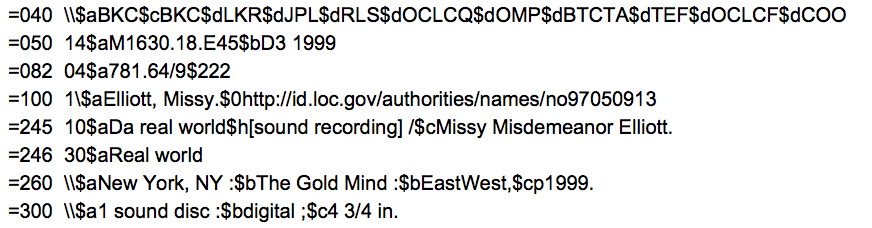 =040  \\$aBKC$cBKC$dLKR$dJPL$dRLS$dOCLCQ$dOMP$dBTCTA$dTEF$dOCLCF$dCOO
=050  14$aM1630.18.E45$bD3 1999
=082  04$a781.64/9$222
=100  1\$aElliott, Missy.$0http://id.loc.gov/authorities/names/no97050913
=245  10$aDa real world$h[sound recording] /$cMissy Misdemeanor Elliott.
=246  30$aReal world
=260  \\$aNew York, NY :$bThe Gold Mind :$bEastWest,$cp1999.
=300  \\$a1 sound disc :$bdigital ;$c4 3/4 in.